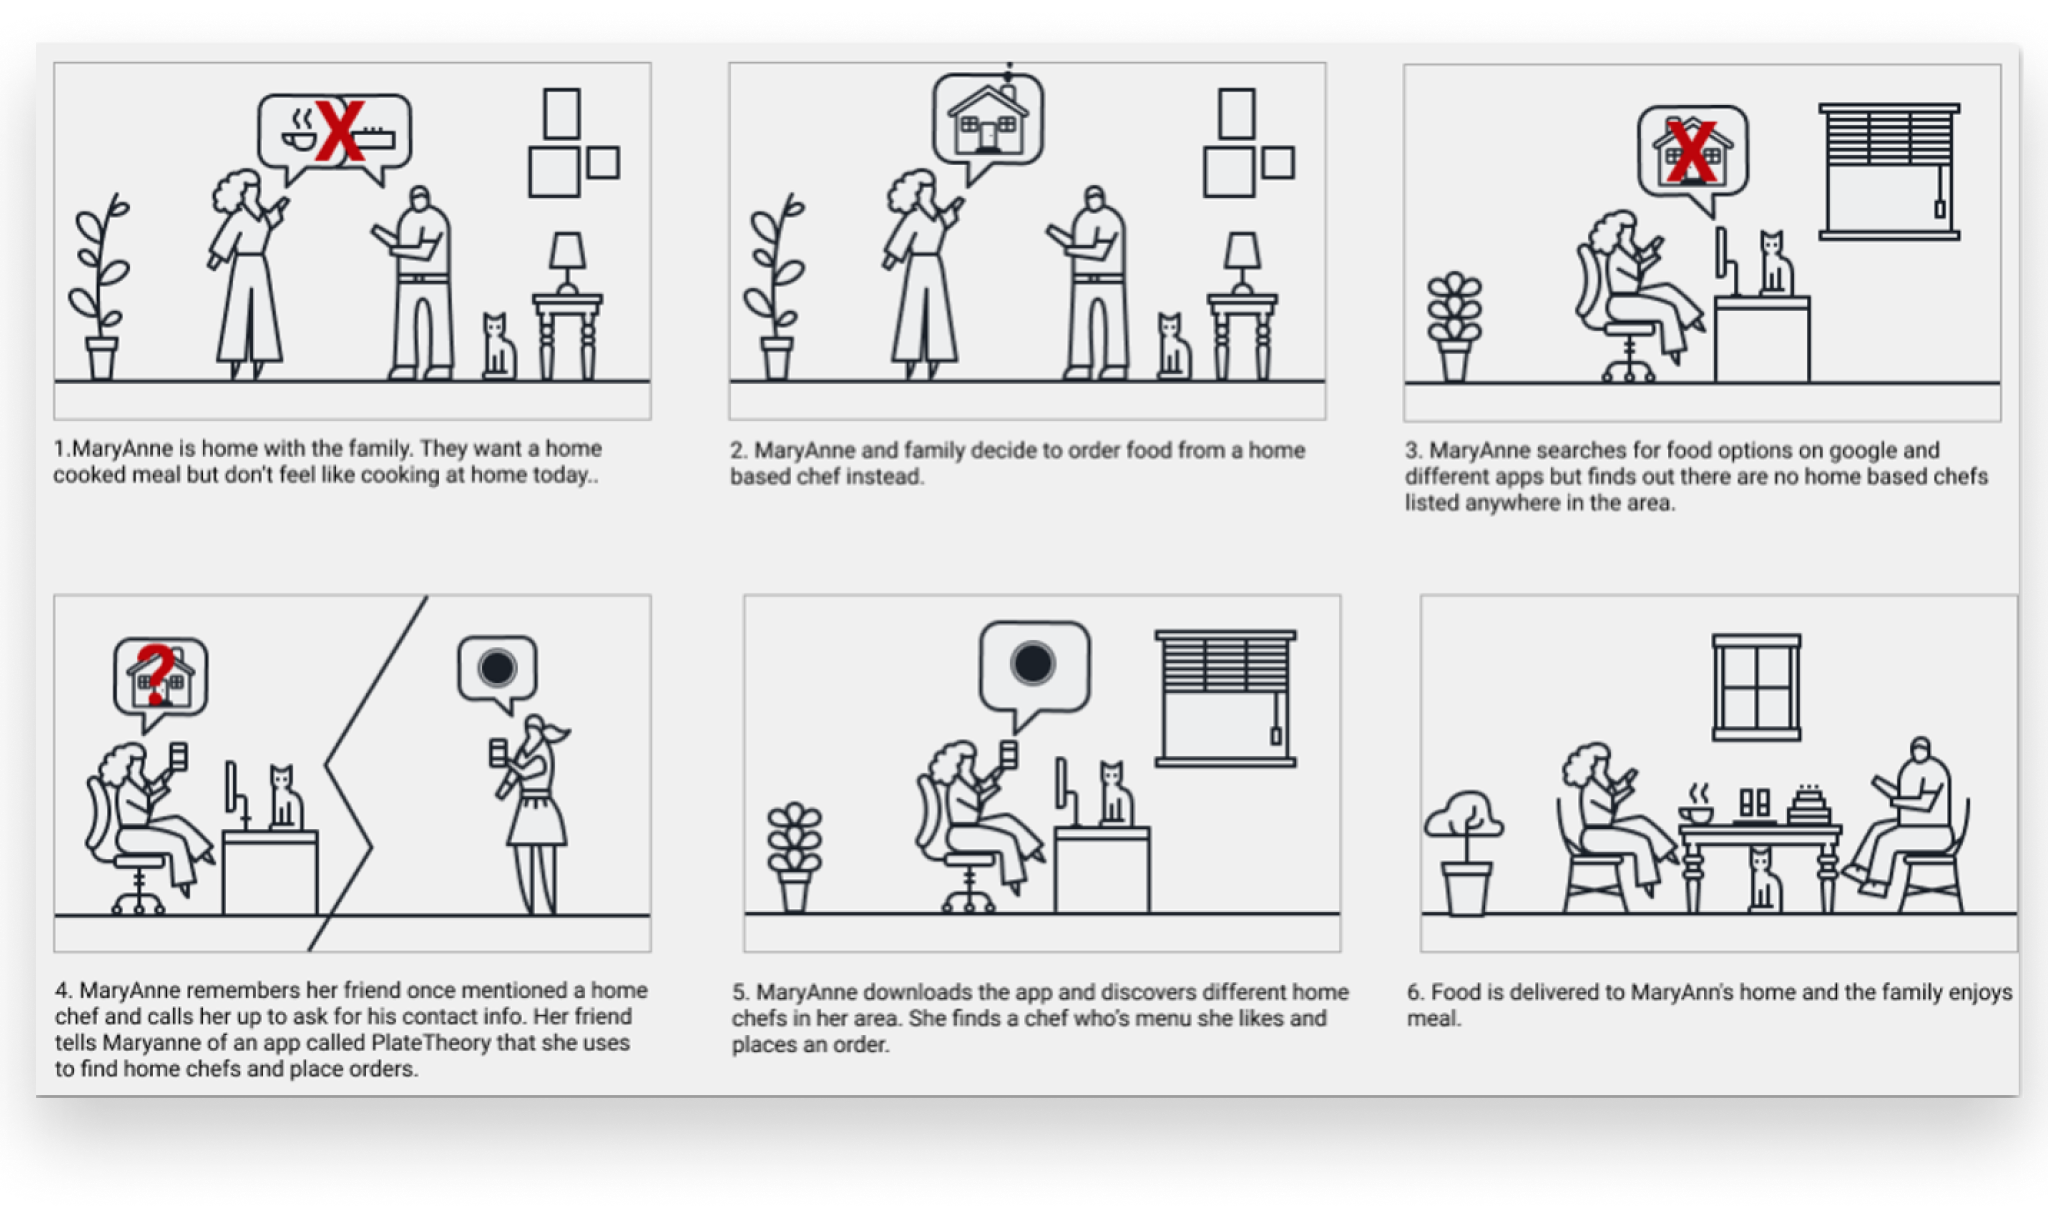 X
X
1.MaryAnne is home with the family. They want a home
cooked meal but don't feel like cooking at home today..
2. MaryAnne and family decide to order food from a home
based chef instead.
3. MaryAnne searches for food options on google and
different apps but finds out there are no home based chefs
listed anywhere in the area.
?
4. MaryAnne remembers her friend once mentioned a home
chef and calls her up to ask for his contact info. Her friend
tells Maryanne of an app called PlateTheory that she uses
to find home chefs and place orders.
5. MaryAnne downloads the app and discovers different home
chefs in her area. She finds a chef who's menu she likes and
places an order.
6. Food is delivered to MaryAnn's home and the family enjoys
meal.